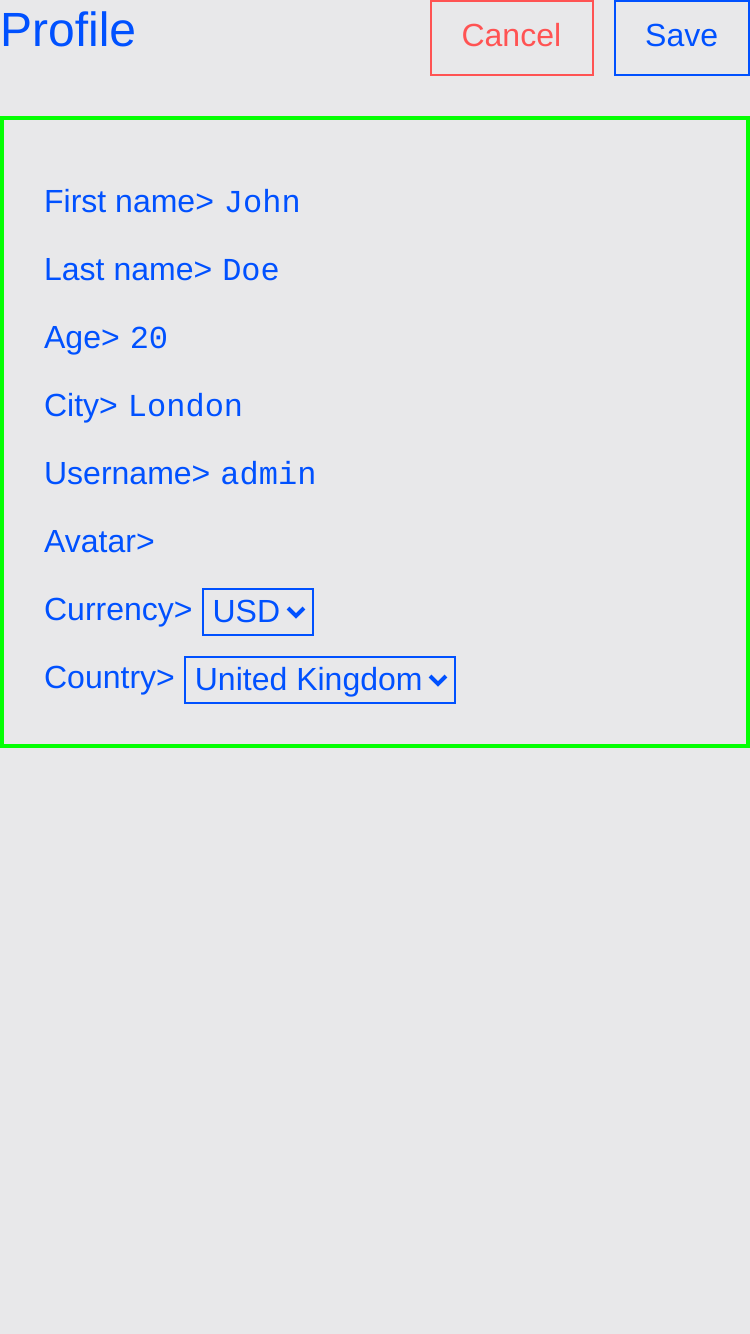 Profile
Cancel
Save
First name> John
Last name> Doe
Age> 20
City> London
Username> admin
Avatar>
Currency> USD
Country> United Kingdom